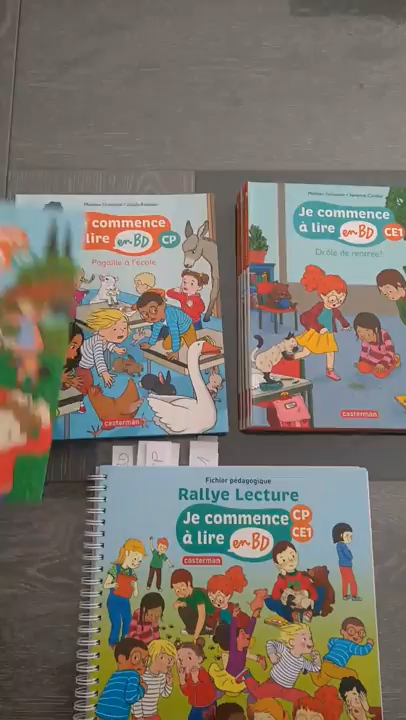 commence
lire en BD CP
Pagaille à l'école
casterman
Je commence
à lire en BD CE1
Drôle de rentrée!
casterman
Fichier pédagogique
Rallye Lecture
Je commence CP
à lire en BD CE1
casterman